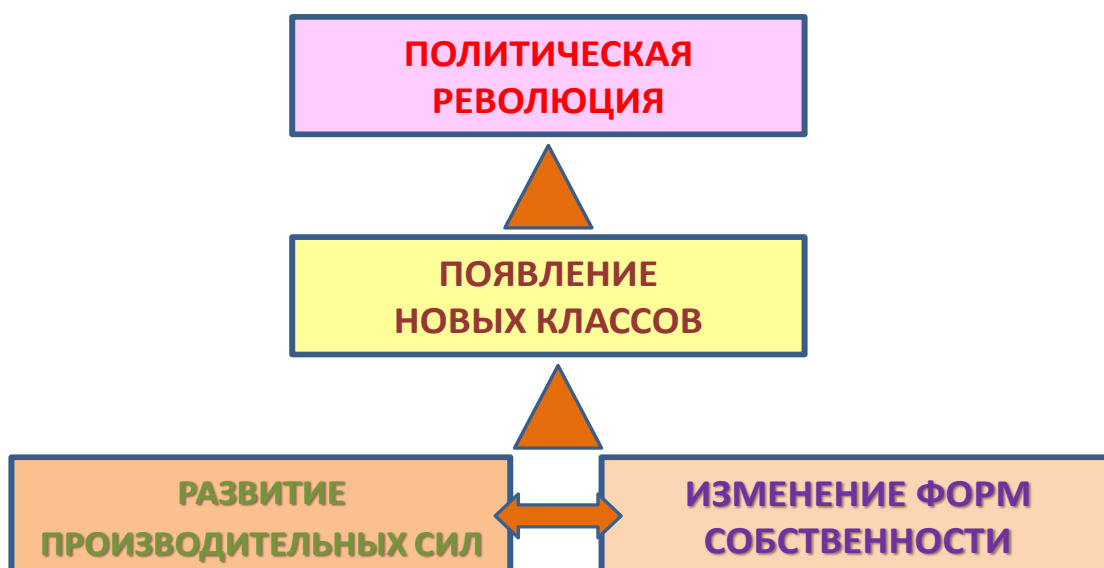 ПОЛИТИЧЕСКАЯ
РЕВОЛЮЦИЯ
ПОЯВЛЕНИЕ
НОВЫХ КЛАССОВ
РАЗВИТИЕ
ПРОИЗВОДИТЕЛЬНЫХ СИЛ
ИЗМЕНЕНИЕ ФОРМ
СОБСТВЕННОСТИ